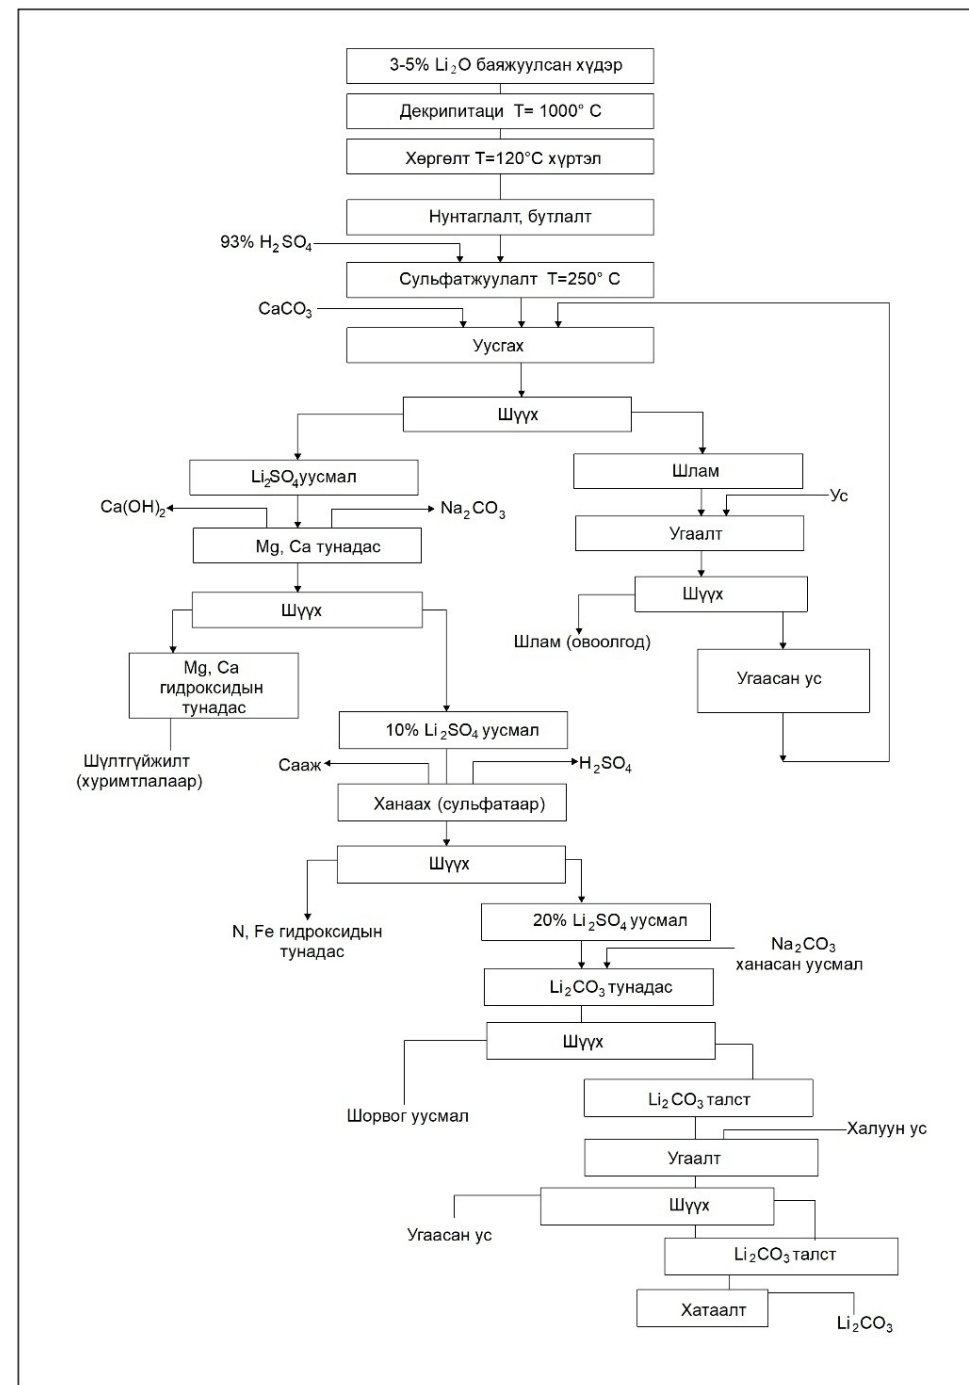 3-5% Li₂O баяжуулсан хүдэр
Декрипитаци T= 1000° C
Хөргөлт T=120°C хүртэл
Нунтаглалт, бутлалт
93% H₂SO₄
Сульфатжуулалт T=250° C
CaCO₃
Уусгах
Шүүх
Li₂SO₄ уусмал
Шлам
Ca(OH)₂
Na₂CO₃
Ус
Mg, Ca тунадас
Угаалт
Шүүх
Шүүх
Шлам (овоолгод)
Mg, Ca
гидроксидын
тунадас
Угаасан ус
10% Li₂SO₄ уусмал
Шүлтгүйжилт
(хуримтлалаар)
Сааж
H₂SO₄
Ханаах (сульфатаар)
Шүүх
20% Li₂SO₄ уусмал
N, Fe гидроксидын
тунадас
Na₂CO₃
ханасан уусмал
Li₂CO₃ тунадас
Шүүх
Li₂CO₃ талст
Шорвог уусмал
Халуун ус
Угаалт
Шүүх
Угаасан ус
Li₂CO₃ талст
Хатаалт
Li₂CO₃